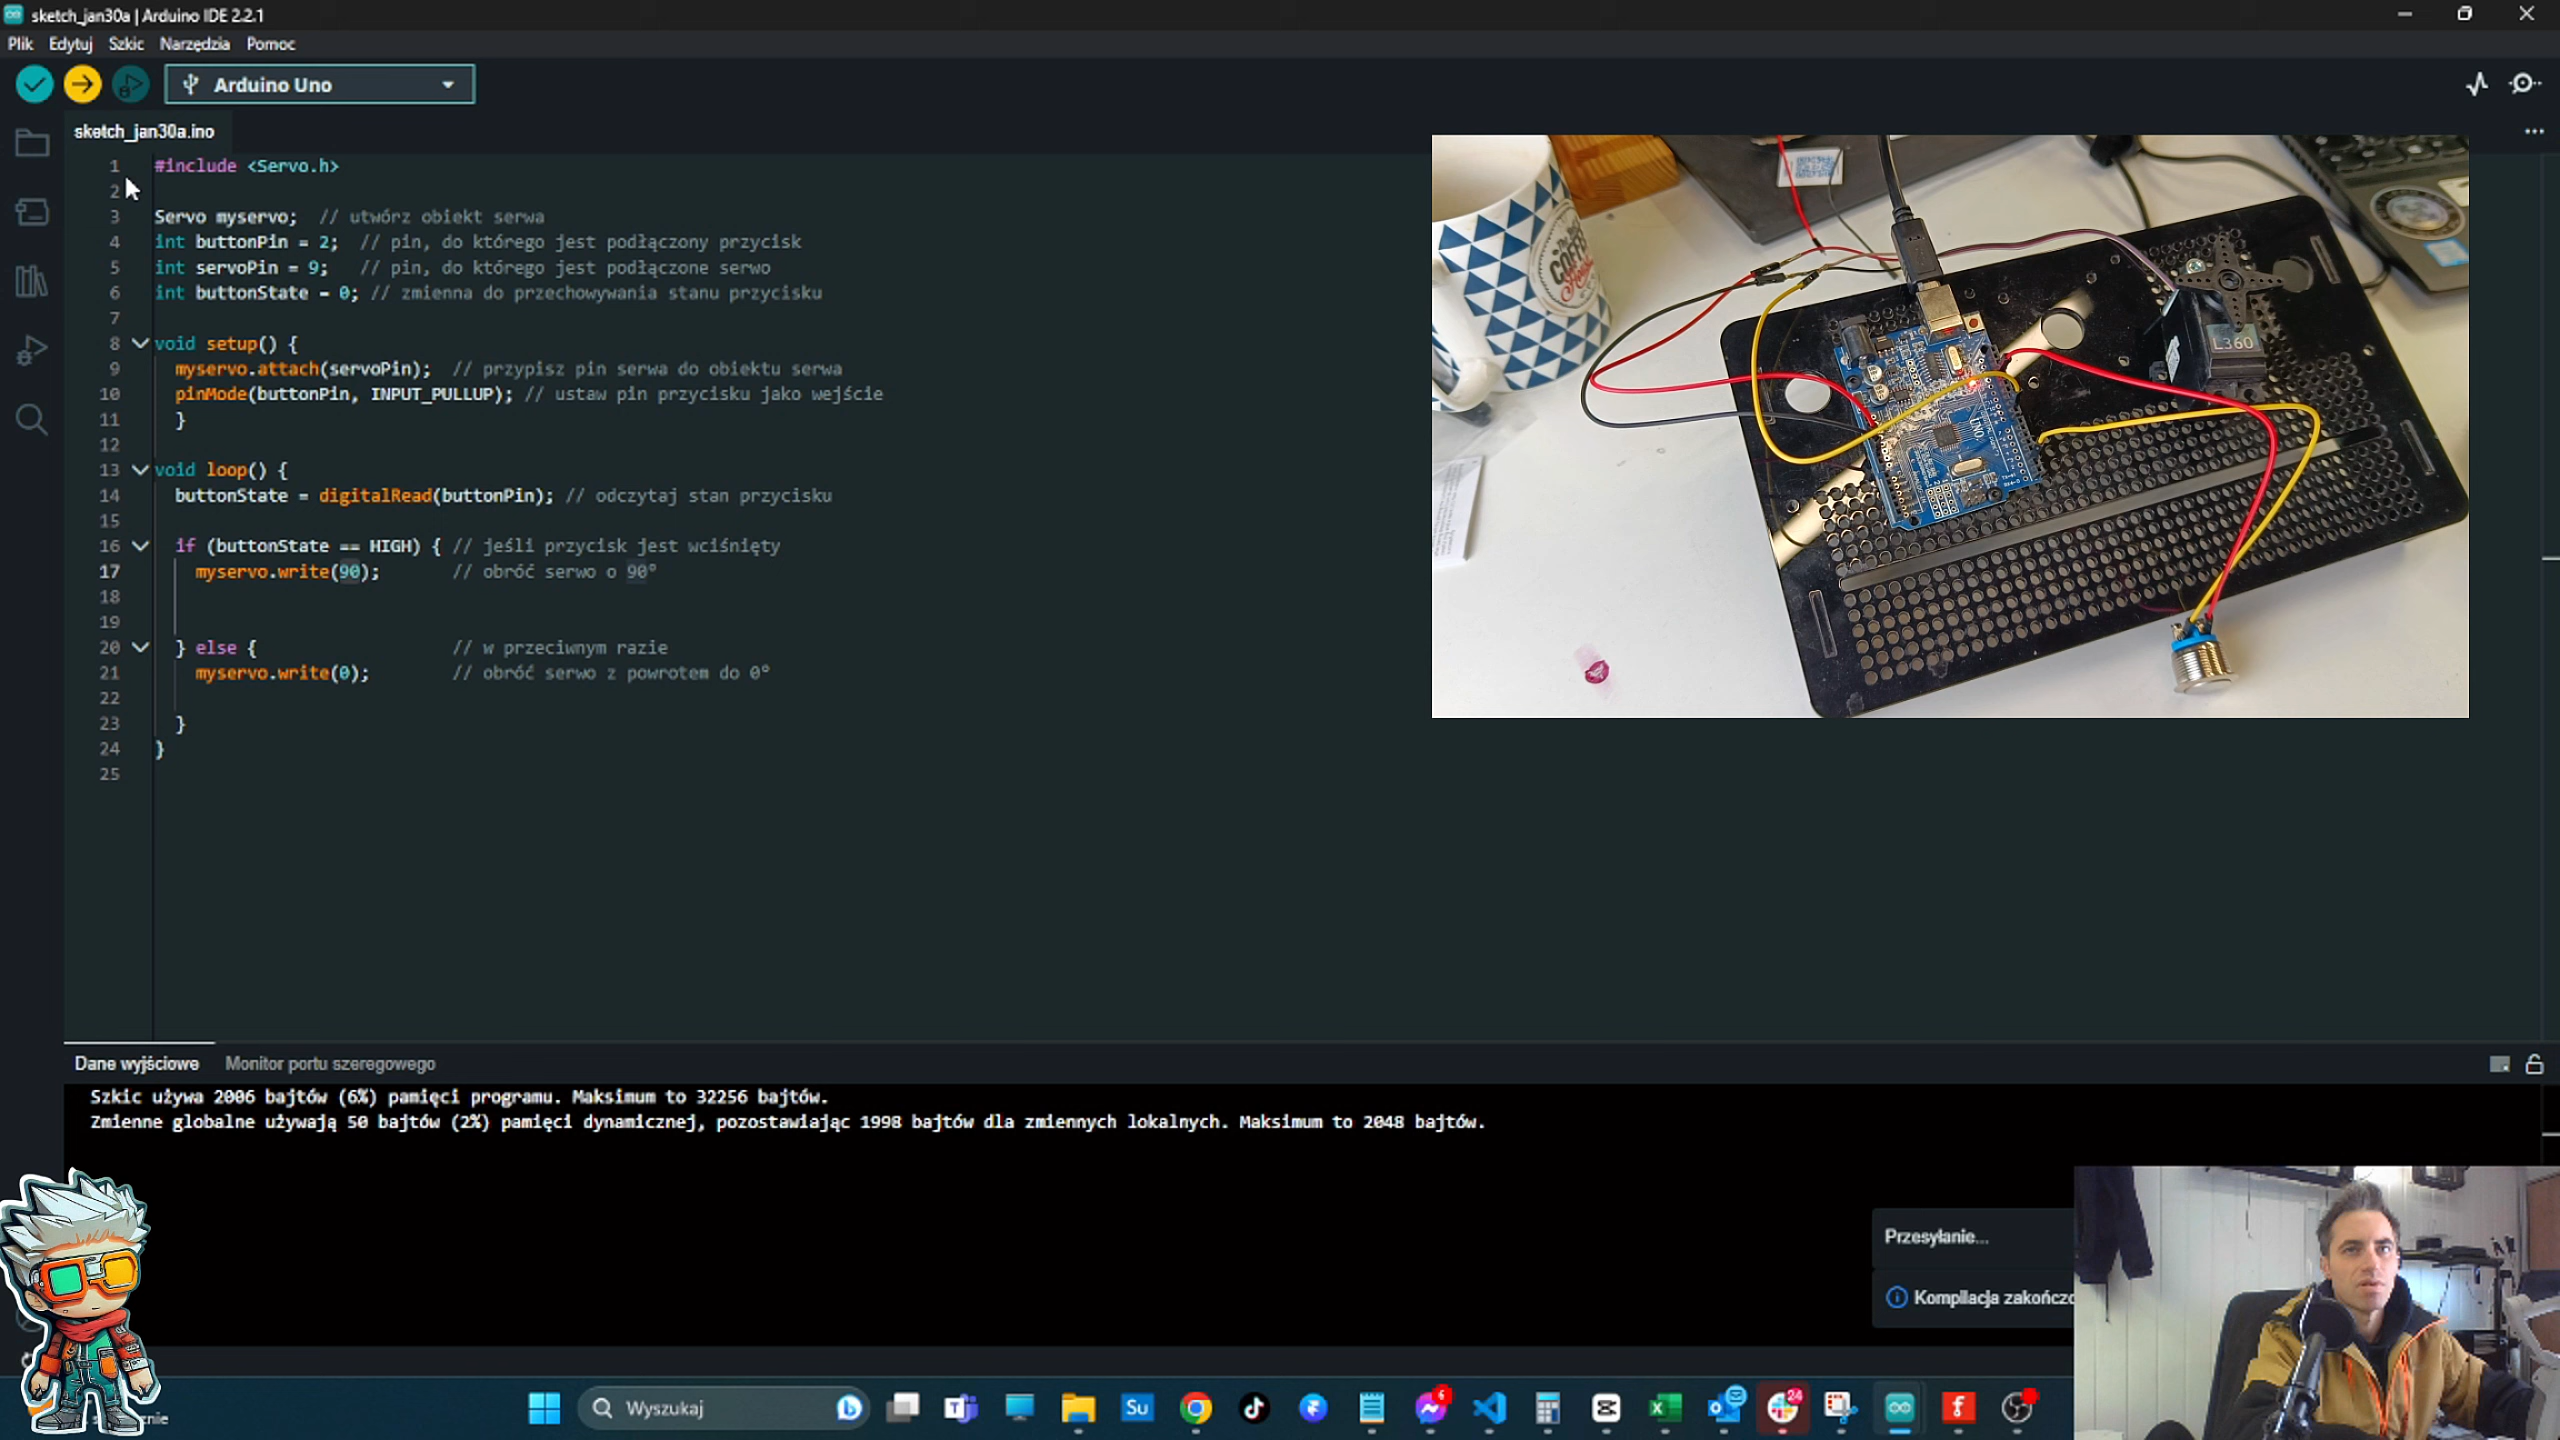 sketch_jan30a | Arduino IDE 2.2.1
Plik Edytuj Szkic Narzędzia Pomoc
Arduino Uno
sketch_jan30a.ino
1 #include <Servo.h>
2
3 Servo myservo; // utwórz obiekt serwa
4 int buttonPin = 2; // pin, do którego jest podłączony przycisk
5 int servoPin = 9; // pin, do którego jest podłączone serwo
6 int buttonState = 0; // zmienna do przechowywania stanu przycisku
7
8 void setup() {
9 myservo.attach(servoPin); // przypisz pin serwa do obiektu serwa
10 pinMode(buttonPin, INPUT_PULLUP); // ustaw pin przycisku jako wejście
11 }
12
13 void loop() {
14 buttonState = digitalRead(buttonPin); // odczytaj stan przycisku
15
16 if (buttonState == HIGH) { // jeśli przycisk jest wciśnięty
17 myservo.write(90); // obróć serwo o 90°
18
19
20 } else { // w przeciwnym razie
21 myservo.write(0); // obróć serwo z powrotem do 0°
22
23 }
24 }
25
COFFEE
L360
UNO
Dane wyjściowe Monitor portu szeregowego
Szkic używa 2006 bajtów (6%) pamięci programu. Maksimum to 32256 bajtów.
Zmienne globalne używają 50 bajtów (2%) pamięci dynamicznej, pozostawiając 1998 bajtów dla zmiennych lokalnych. Maksimum to 2048 bajtów.
Przesyłanie...
Kompilacja zakończo
Wyszukaj
Su
6
24